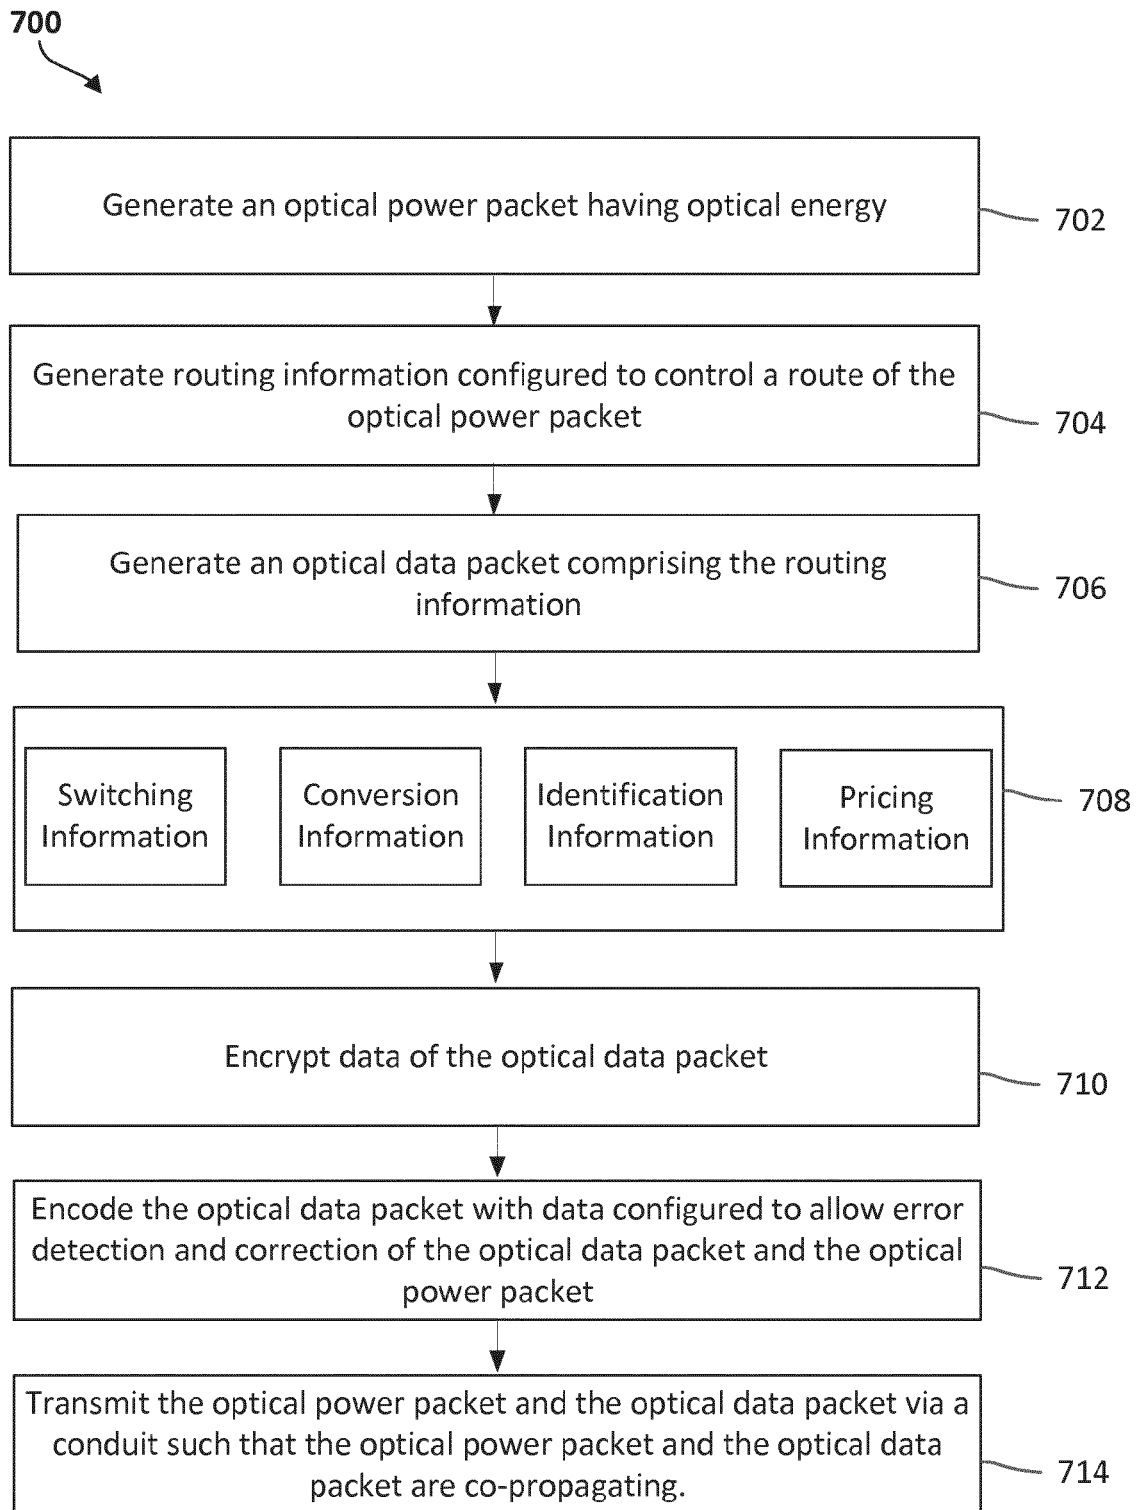 700
Generate an optical power packet having optical energy
702
Generate routing information configured to control a route of the
optical power packet
704
Generate an optical data packet comprising the routing
information
706
Switching
Information
Conversion
Information
Identification
Information
Pricing
Information
708
Encrypt data of the optical data packet
710
Encode the optical data packet with data configured to allow error
detection and correction of the optical data packet and the optical
power packet
712
Transmit the optical power packet and the optical data packet via a
conduit such that the optical power packet and the optical data
packet are co-propagating.
714